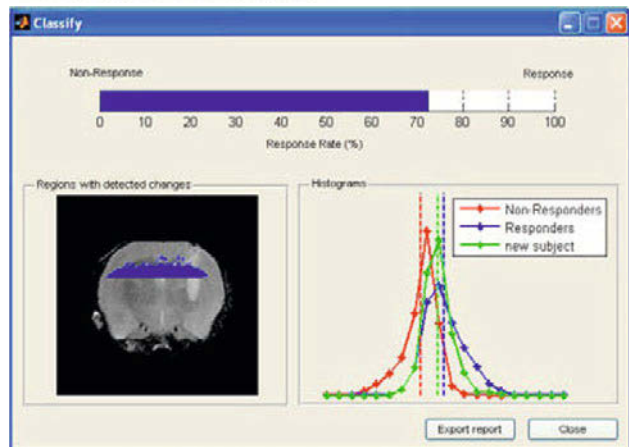 Classify
Non-Response Response
0 10 20 30 40 50 60 70 80 90 100
Response Rate (%)
Regions with detected changes
Histograms
Non-Responders
Responders
new subject
Export report Close